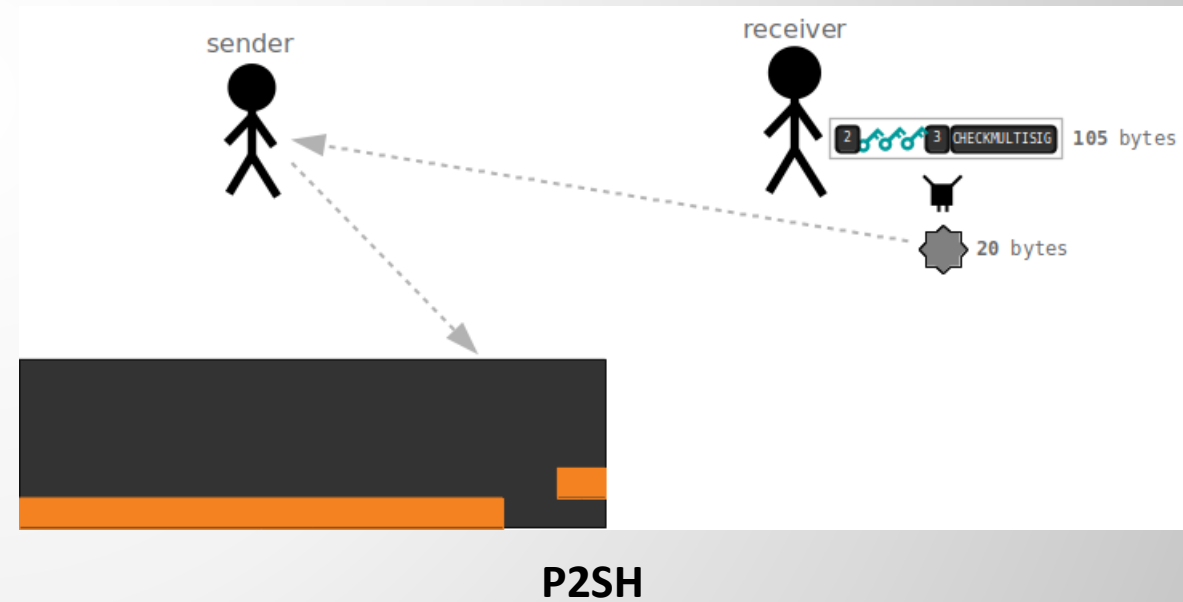 sender
receiver
2 3 CHECKMULTISIG 105 bytes
20 bytes
P2SH